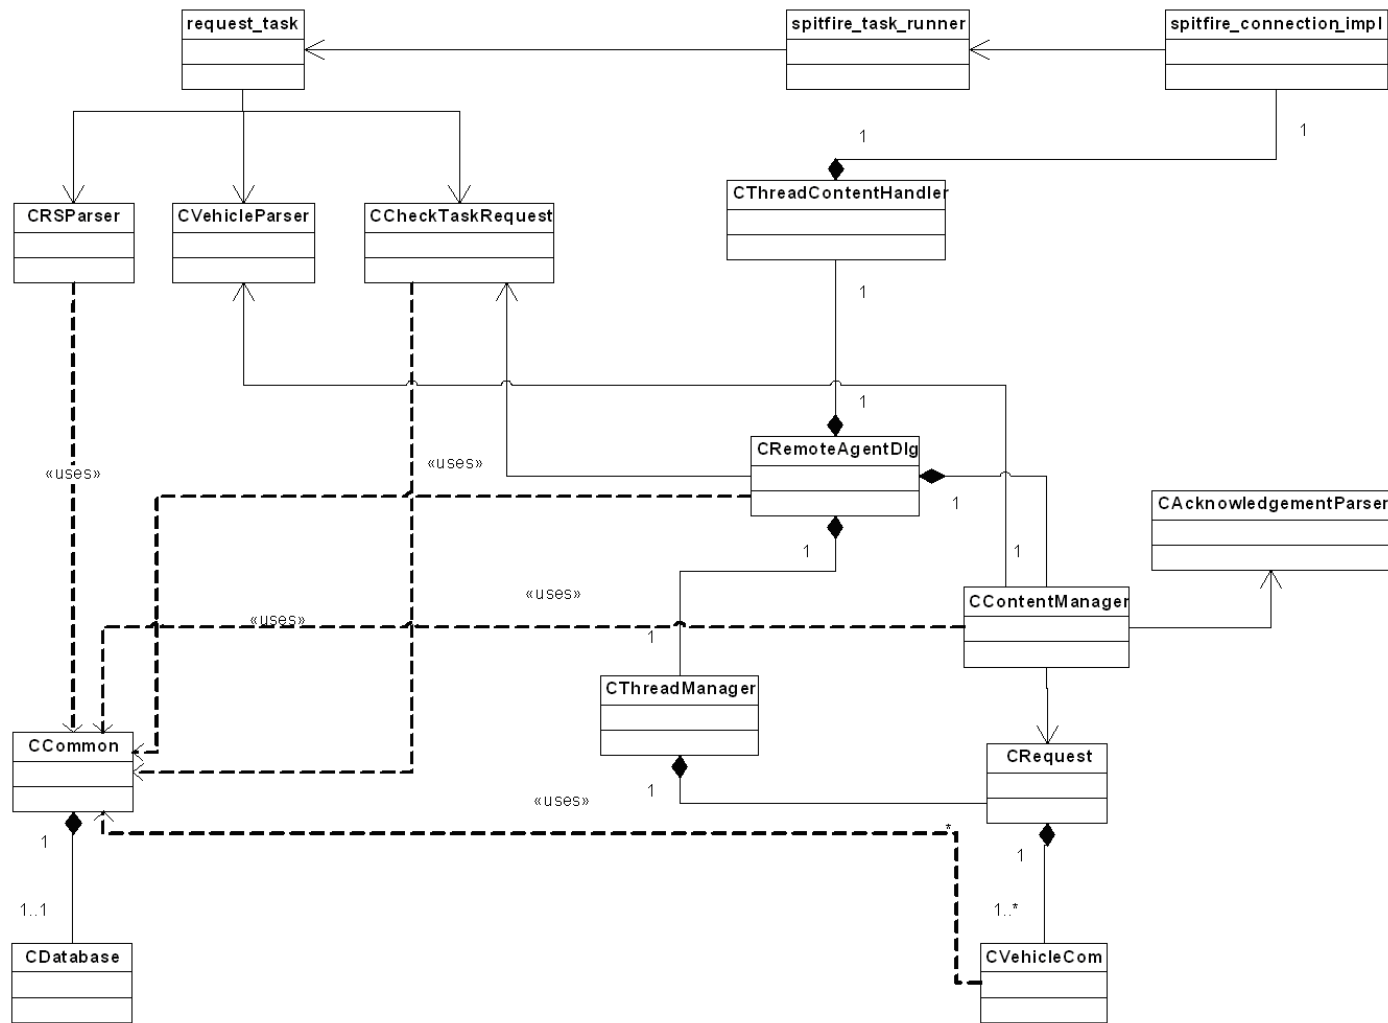 request_task
spitfire_task_runner
spitfire_connection_impl
1
1
CThreadContentHandler
CRSParser
CVehicleParser
CCheckTaskRequest
1
1
CRemoteAgentDlg
«uses»
«uses»
1
CAcknowledgementParser
1
1
«uses»
«uses»
CContentManager
1
CThreadManager
CCommon
CRequest
1
«uses»
*
1
1
1..1
1..*
CDatabase
CVehicleCom